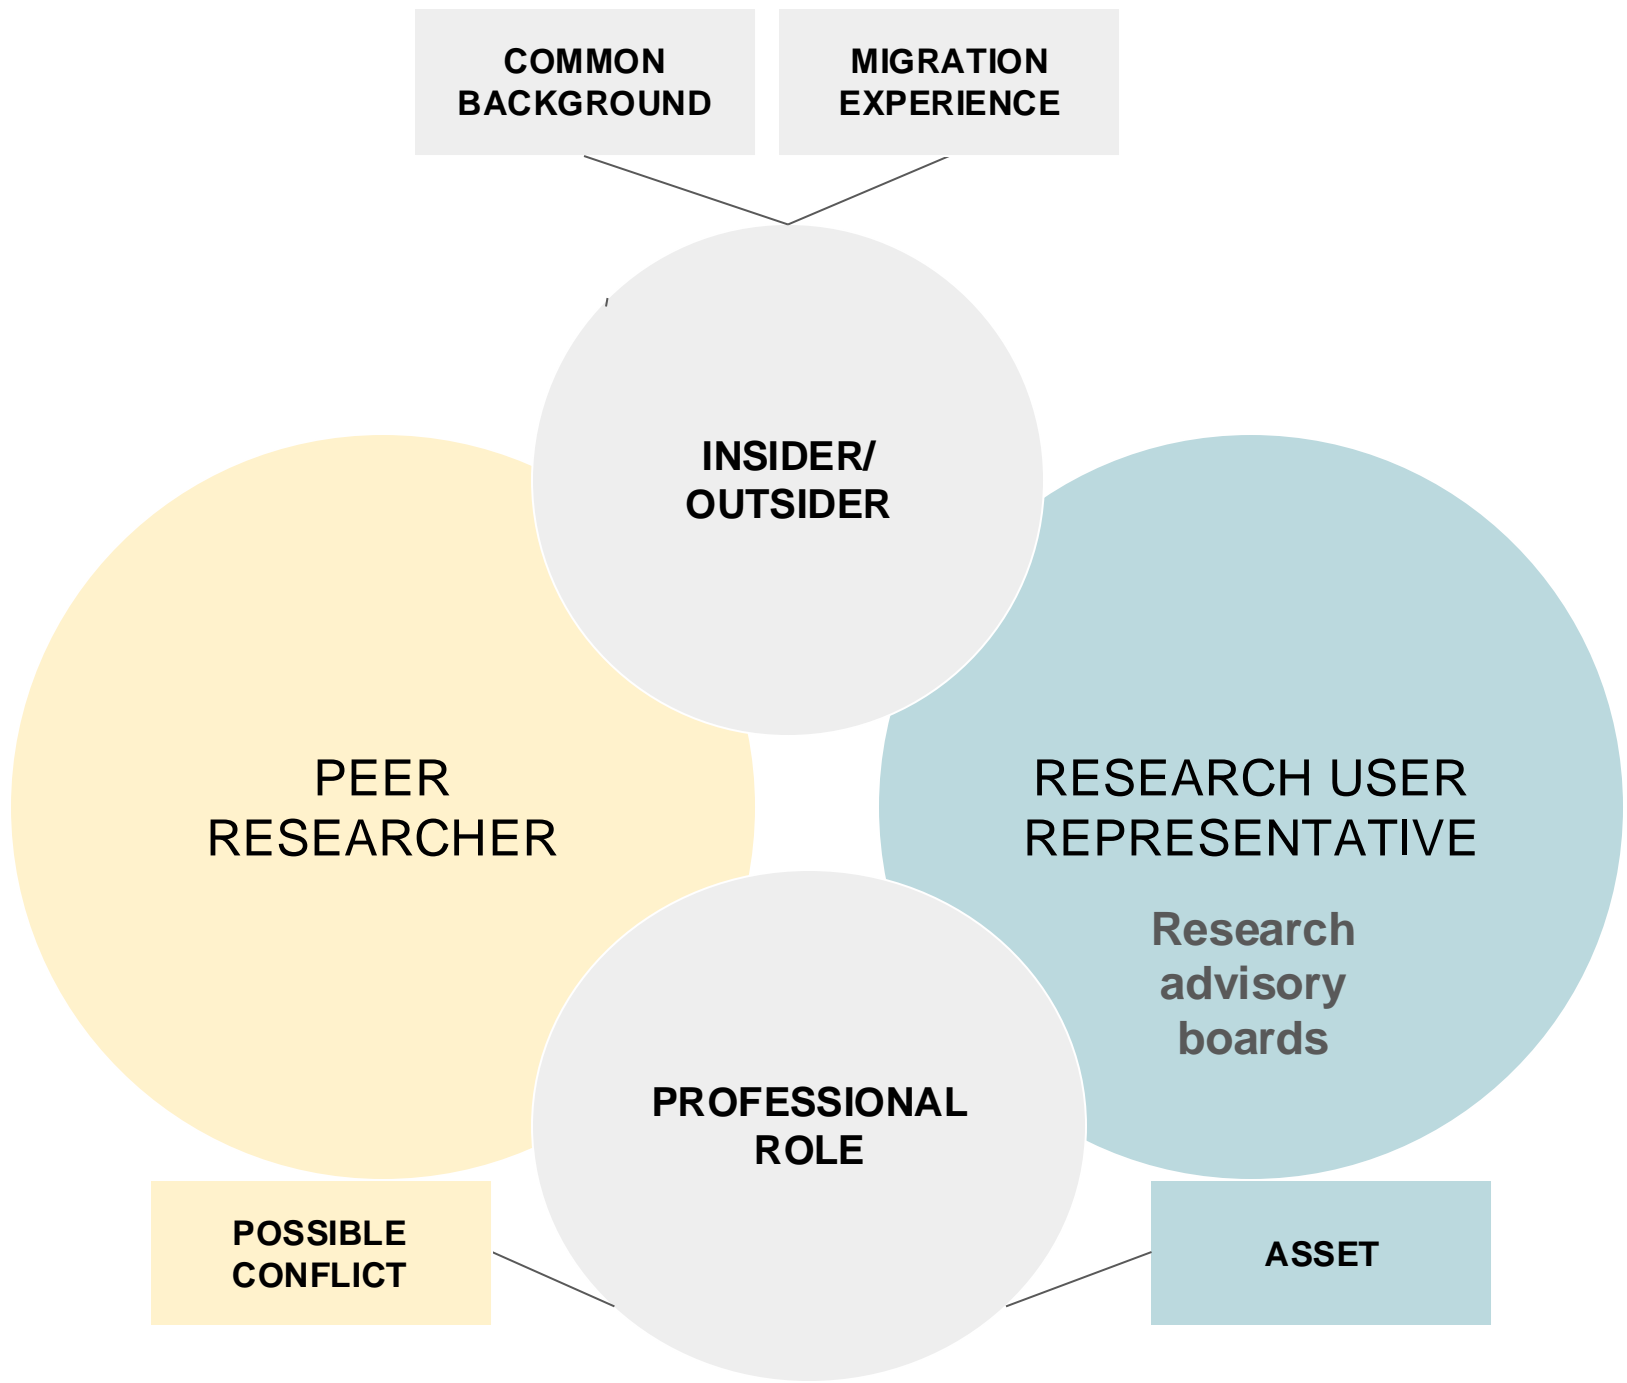 COMMON
BACKGROUND
MIGRATION
EXPERIENCE
INSIDER/
OUTSIDER
PEER
RESEARCHER
RESEARCH USER
REPRESENTATIVE
Research
advisory
boards
PROFESSIONAL
ROLE
POSSIBLE
CONFLICT
ASSET